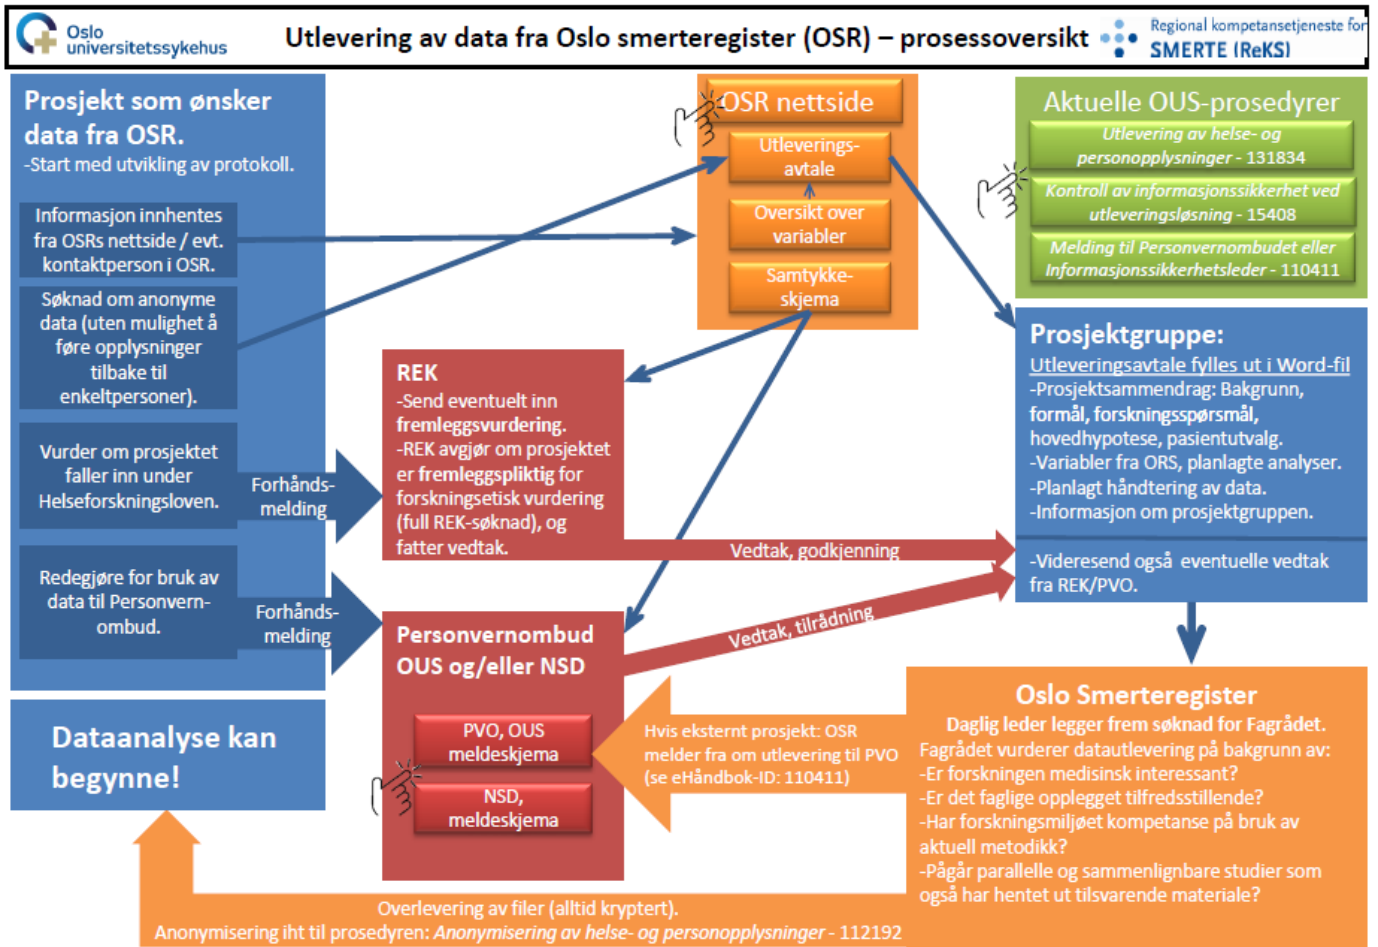 Oslo
universitetssykehus
Utlevering av data fra Oslo smerteregister (OSR) – prosessoversikt
Regional kompetansetjeneste for
SMERTE (ReKS)
Prosjekt som ønsker
data fra OSR.
-Start med utvikling av protokoll.
Informasjon innhentes
fra OSRs nettside / evt.
kontaktperson i OSR.
Søknad om anonyme
data (uten mulighet å
føre opplysninger
tilbake til
enkeltpersoner).
Vurder om prosjektet
faller inn under
Helseforskningsloven.
Redegjøre for bruk av
data til Personvern-
ombud.
Forhånds-
melding
Forhånds-
melding
OSR nettside
Utleverings-
avtale
Oversikt over
variabler
Samtykke-
skjema
Aktuelle OUS-prosedyrer
Utlevering av helse- og
personopplysninger - 131834
Kontroll av informasjonssikkerhet ved
utleveringsløsning - 15408
Melding til Personvernombudet eller
Informasjonssikkerhetsleder - 110411
REK
-Send eventuelt inn
fremleggsvurdering.
-REK avgjør om prosjektet
er fremleggspliktig for
forskningsetisk vurdering
(full REK-søknad), og
fatter vedtak.
Vedtak, godkjenning
Vedtak, tilrådning
Prosjektgruppe:
Utleveringsavtale fylles ut i Word-fil
-Prosjektsammendrag: Bakgrunn,
formål, forskningsspørsmål,
hovedhypotese, pasientutvalg.
-Variabler fra ORS, planlagte analyser.
-Planlagt håndtering av data.
-Informasjon om prosjektgruppen.
-Videresend også eventuelle vedtak
fra REK/PVO.
Personvernombud
OUS og/eller NSD
PVO, OUS
meldeskjema
NSD,
meldeskjema
Hvis eksternt prosjekt: OSR
melder fra om utlevering til PVO
(se eHåndbok-ID: 110411)
Oslo Smerteregister
Daglig leder legger frem søknad for Fagrådet.
Fagrådet vurderer datautlevering på bakgrunn av:
-Er forskningen medisinsk interessant?
-Er det faglige opplegget tilfredsstillende?
-Har forskningsmiljøet kompetanse på bruk av
aktuell metodikk?
-Pågår parallelle og sammenlignbare studier som
også har hentet ut tilsvarende materiale?
Dataanalyse kan
begynne!
Overlevering av filer (alltid kryptert).
Anonymisering iht til prosedyren: Anonymisering av helse- og personopplysninger - 112192